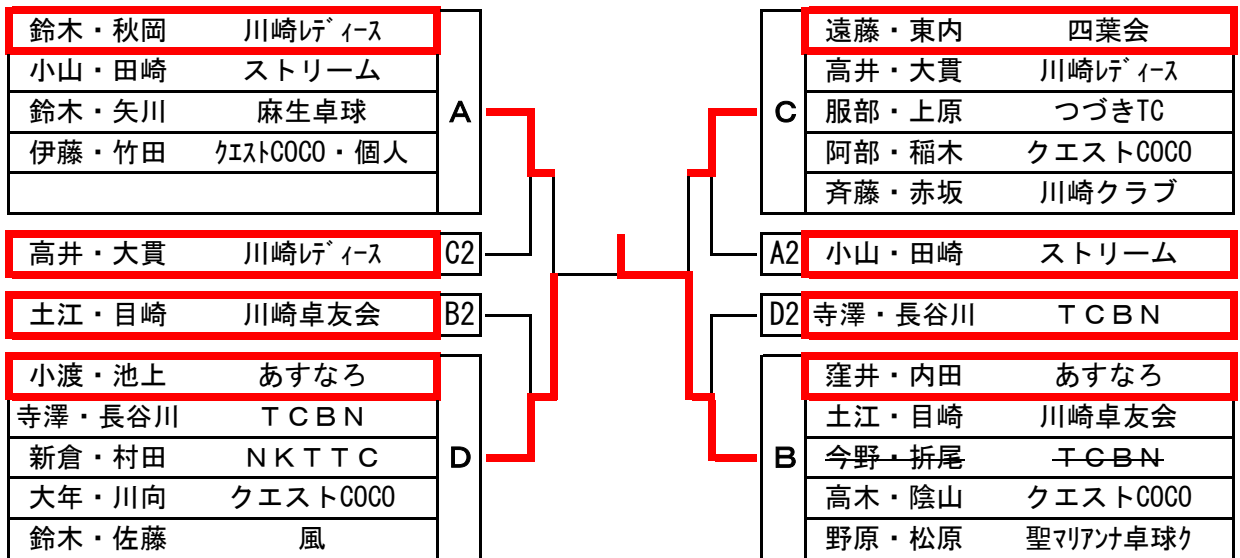 鈴木・秋岡 川崎ﾚﾃﾞｨｰｽ
小山・田崎 ストリーム
鈴木・矢川 麻生卓球
伊藤・竹田 ｸｴｽﾄCOCO・個人
A
高井・大貫 川崎ﾚﾃﾞｨｰｽ C2
土江・目崎 川崎卓友会 B2
小渡・池上 あすなろ
寺澤・長谷川 ＴＣＢＮ
新倉・村田 ＮＫＴＴＣ
大年・川向 クエストCOCO
鈴木・佐藤 風
D
遠藤・東内 四葉会
高井・大貫 川崎ﾚﾃﾞｨｰｽ
服部・上原 つづきTC
阿部・稲木 クエストCOCO
斉藤・赤坂 川崎クラブ
C
A2 小山・田崎 ストリーム
D2 寺澤・長谷川 ＴＣＢＮ
窪井・内田 あすなろ
土江・目崎 川崎卓友会
今野・折尾 ＴＣＢＮ
高木・陰山 クエストCOCO
野原・松原 聖ﾏﾘｱﾝﾅ卓球ｸ
B